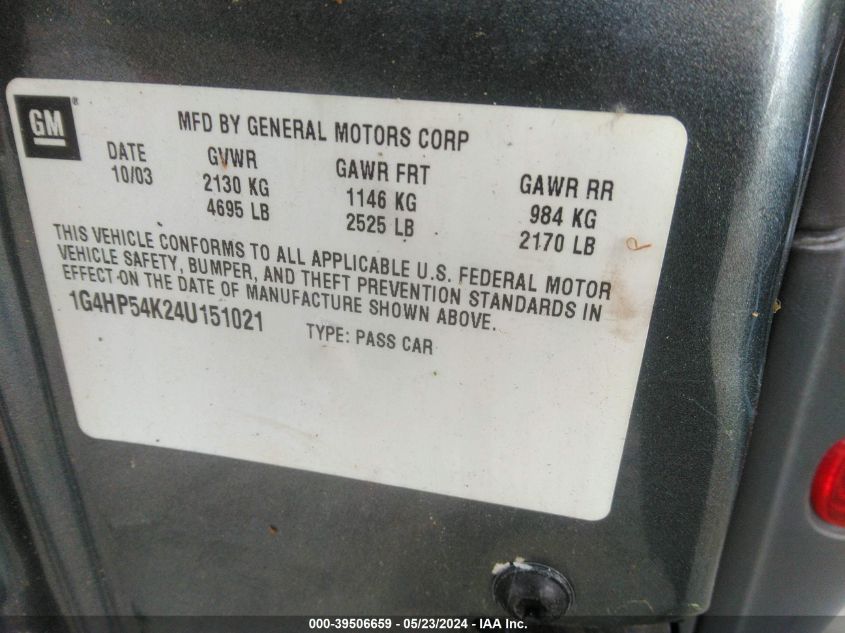 GM®
MFD BY GENERAL MOTORS CORP
DATE GVWR GAWR FRT GAWR RR
10/03 2130 KG 1146 KG 984 KG
4695 LB 2525 LB 2170 LB
THIS VEHICLE CONFORMS TO ALL APPLICABLE U.S. FEDERAL MOTOR
VEHICLE SAFETY, BUMPER, AND THEFT PREVENTION STANDARDS IN
EFFECT ON THE DATE OF MANUFACTURE SHOWN ABOVE.
1G4HP54K24U151021 TYPE: PASS CAR
000-39506659 - 05/23/2024 - IAA Inc.